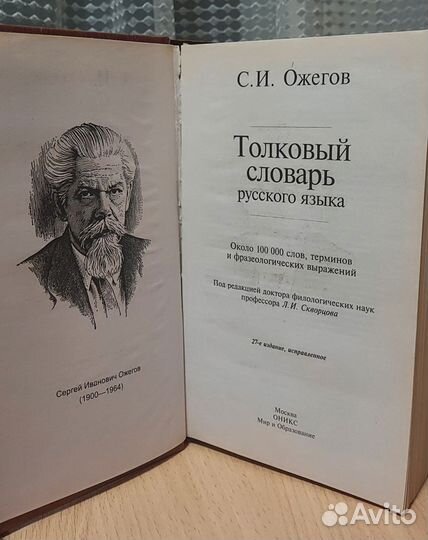 Сергей Иванович Ожегов
(1900—1964)
С.И. Ожегов
Толковый
словарь
русского языка
Около 100 000 слов, терминов
и фразеологических выражений
Под редакцией доктора филологических наук
профессора Л.И. Скворцова
27-е издание, исправленное
Москва
ОНИКС
Мир и Образование
Avito